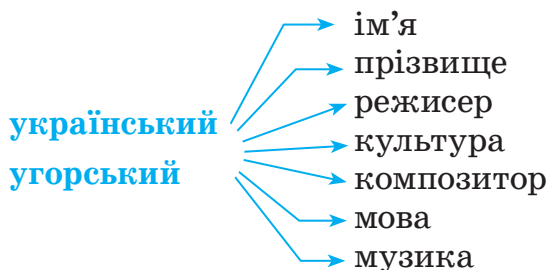 український
угорський
ім’я
прізвище
режисер
культура
композитор
мова
музика